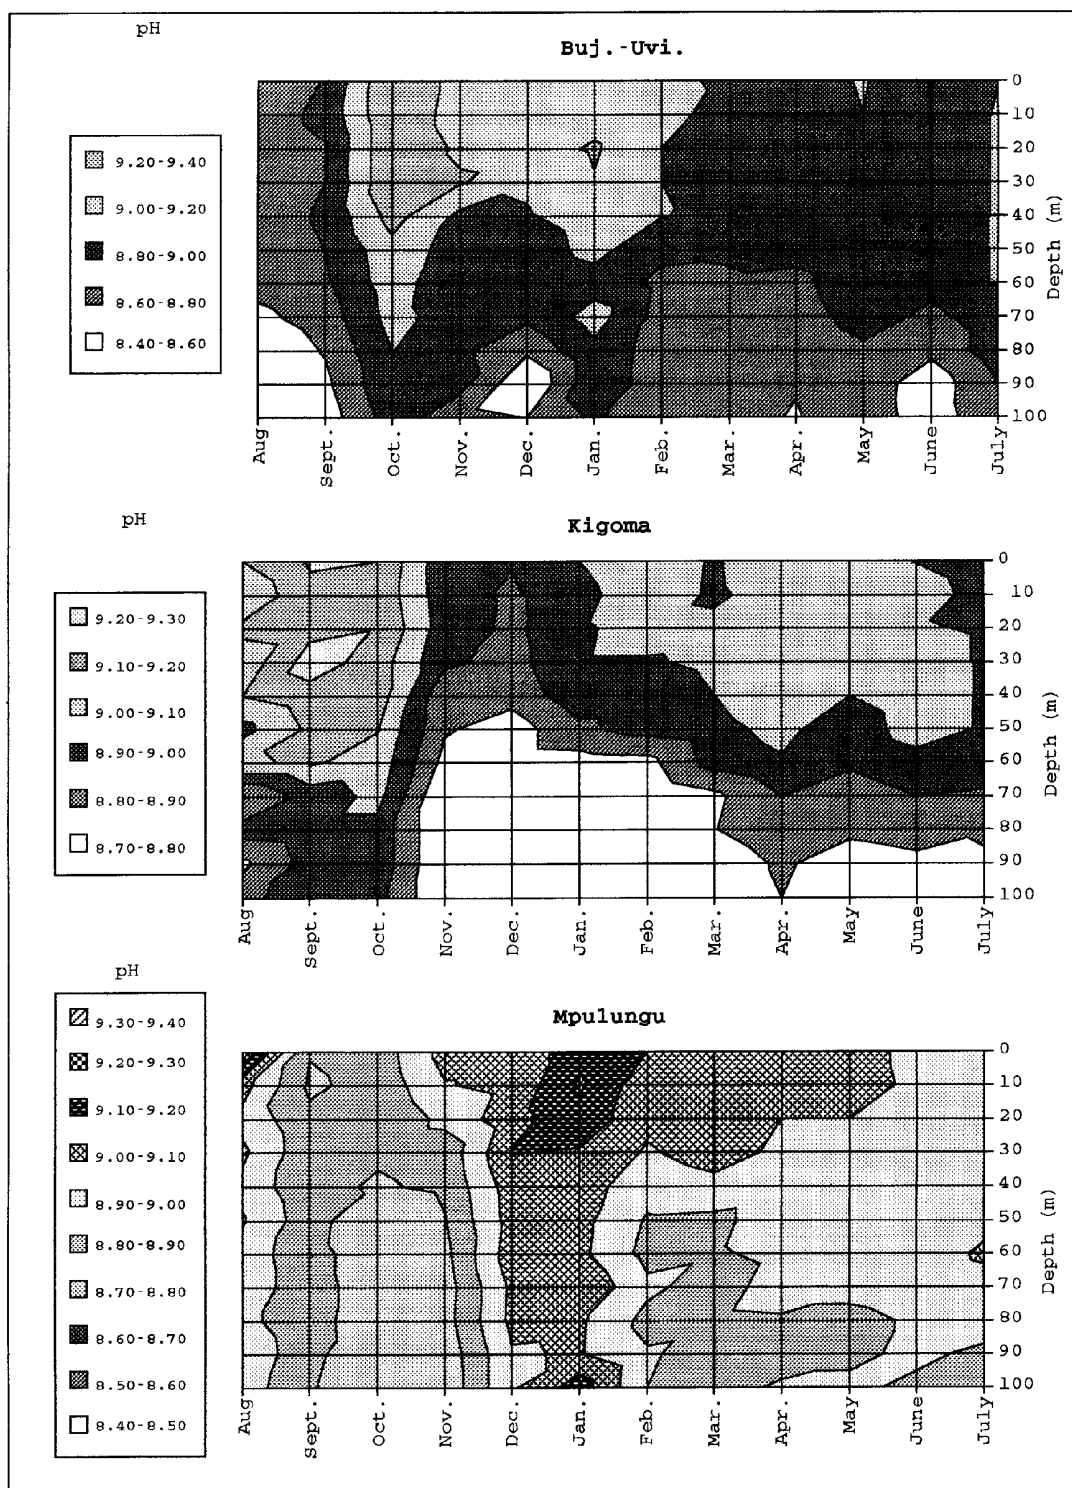 pH
Buj.-Uvi.
9.20-9.40
9.00-9.20
8.80-9.00
8.60-8.80
8.40-8.60
0
10
20
30
40
50
60
70
80
90
100
Depth (m)
Aug
Sept.
Oct.
Nov.
Dec.
Jan.
Feb.
Mar.
Apr.
May
June
July
pH
Kigoma
9.20-9.30
9.10-9.20
9.00-9.10
8.90-9.00
8.80-8.90
8.70-8.80
0
10
20
30
40
50
60
70
80
90
100
Depth (m)
Aug
Sept.
Oct.
Nov.
Dec.
Jan.
Feb.
Mar.
Apr.
May
June
July
pH
Mpulungu
9.30-9.40
9.20-9.30
9.10-9.20
9.00-9.10
8.90-9.00
8.80-8.90
8.70-8.80
8.60-8.70
8.50-8.60
8.40-8.50
0
10
20
30
40
50
60
70
80
90
100
Depth (m)
Aug
Sept.
Oct.
Nov.
Dec.
Jan.
Feb.
Mar.
Apr.
May
June
July